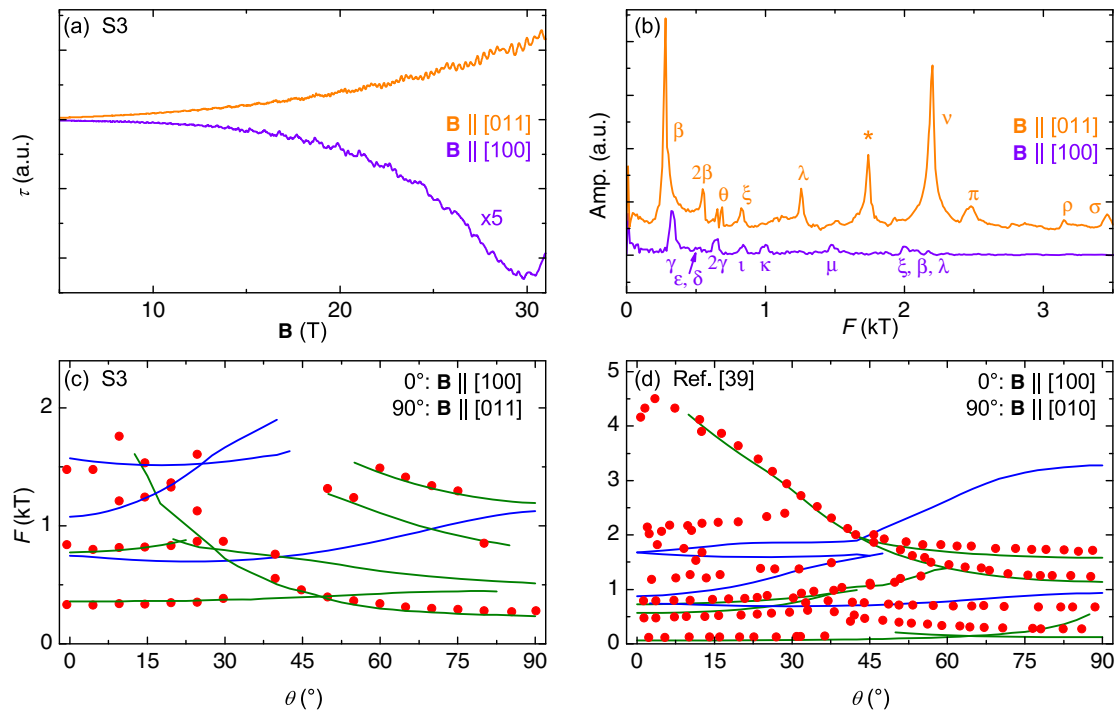 (a) S3
τ (a.u.)
B || [011]
B || [100]
x5
10
20
30
B (T)
(b)
Amp. (a.u.)
B || [011]
B || [100]
β
2β
θ
ξ
λ
*
ν
π
ρ
σ
γ
ε, δ
2γ
ι
κ
μ
ξ, β, λ
0
1
2
3
F (kT)
(c) S3
0°: B || [100]
90°: B || [011]
2
1
0
F (kT)
0 15 30 45 60 75 90
θ (°)
(d) Ref. [39]
0°: B || [100]
90°: B || [010]
5
4
3
2
1
0
F (kT)
0 15 30 45 60 75 90
θ (°)